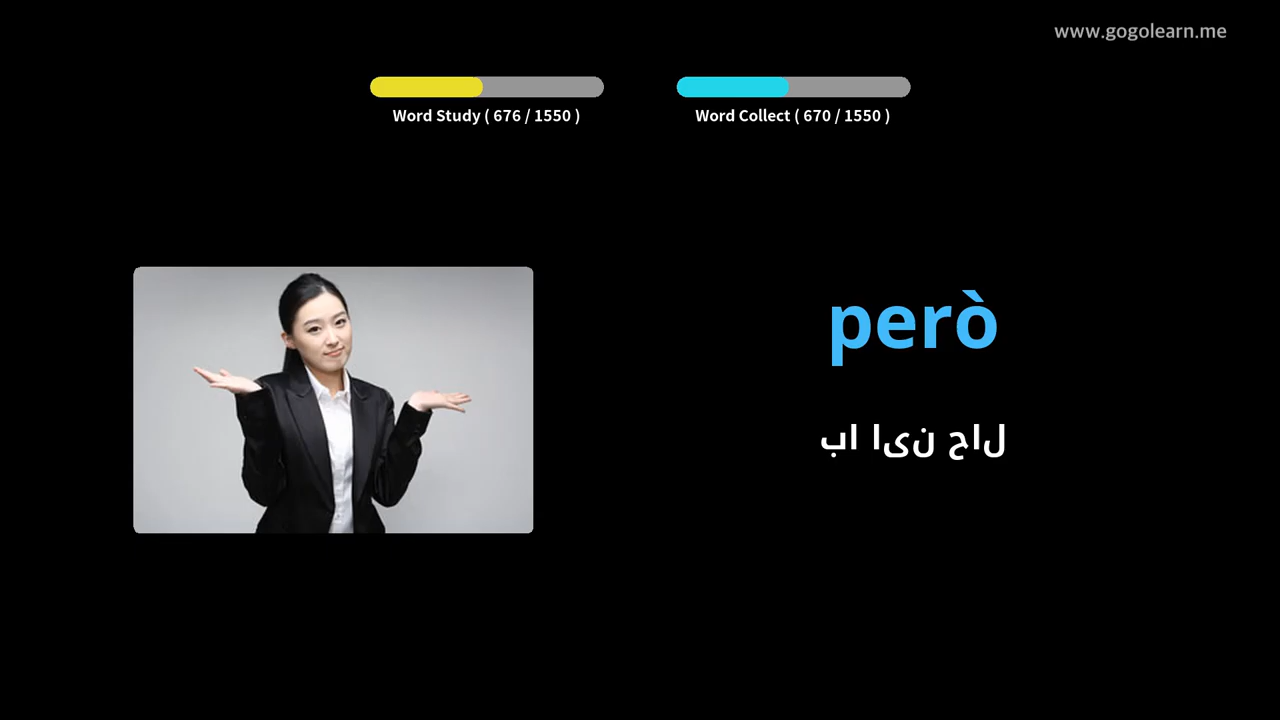 www.gogolearn.me
Word Study ( 676 / 1550 )
Word Collect ( 670 / 1550 )
però
با این حال